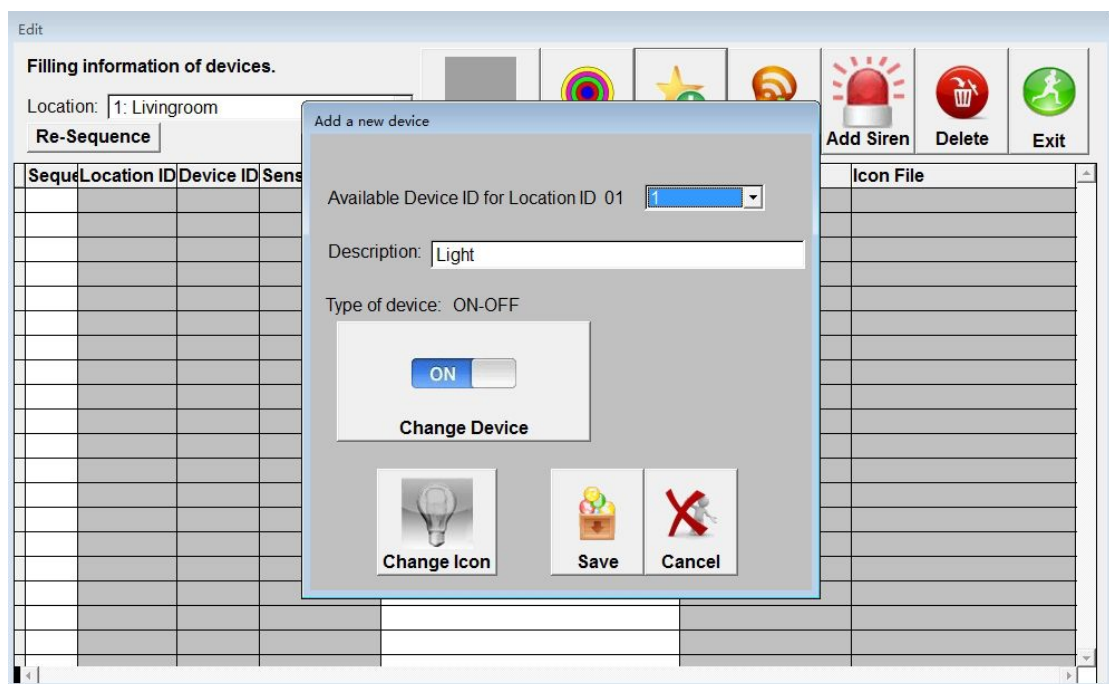 Edit
Filling information of devices.
Location: 1: Livingroom
Re-Sequence
Add Siren
Delete
Exit
Seque Location ID Device ID Sens
Icon File
Add a new device
Available Device ID for Location ID 01 1
Description: Light
Type of device: ON-OFF
ON
Change Device
Change Icon
Save
Cancel